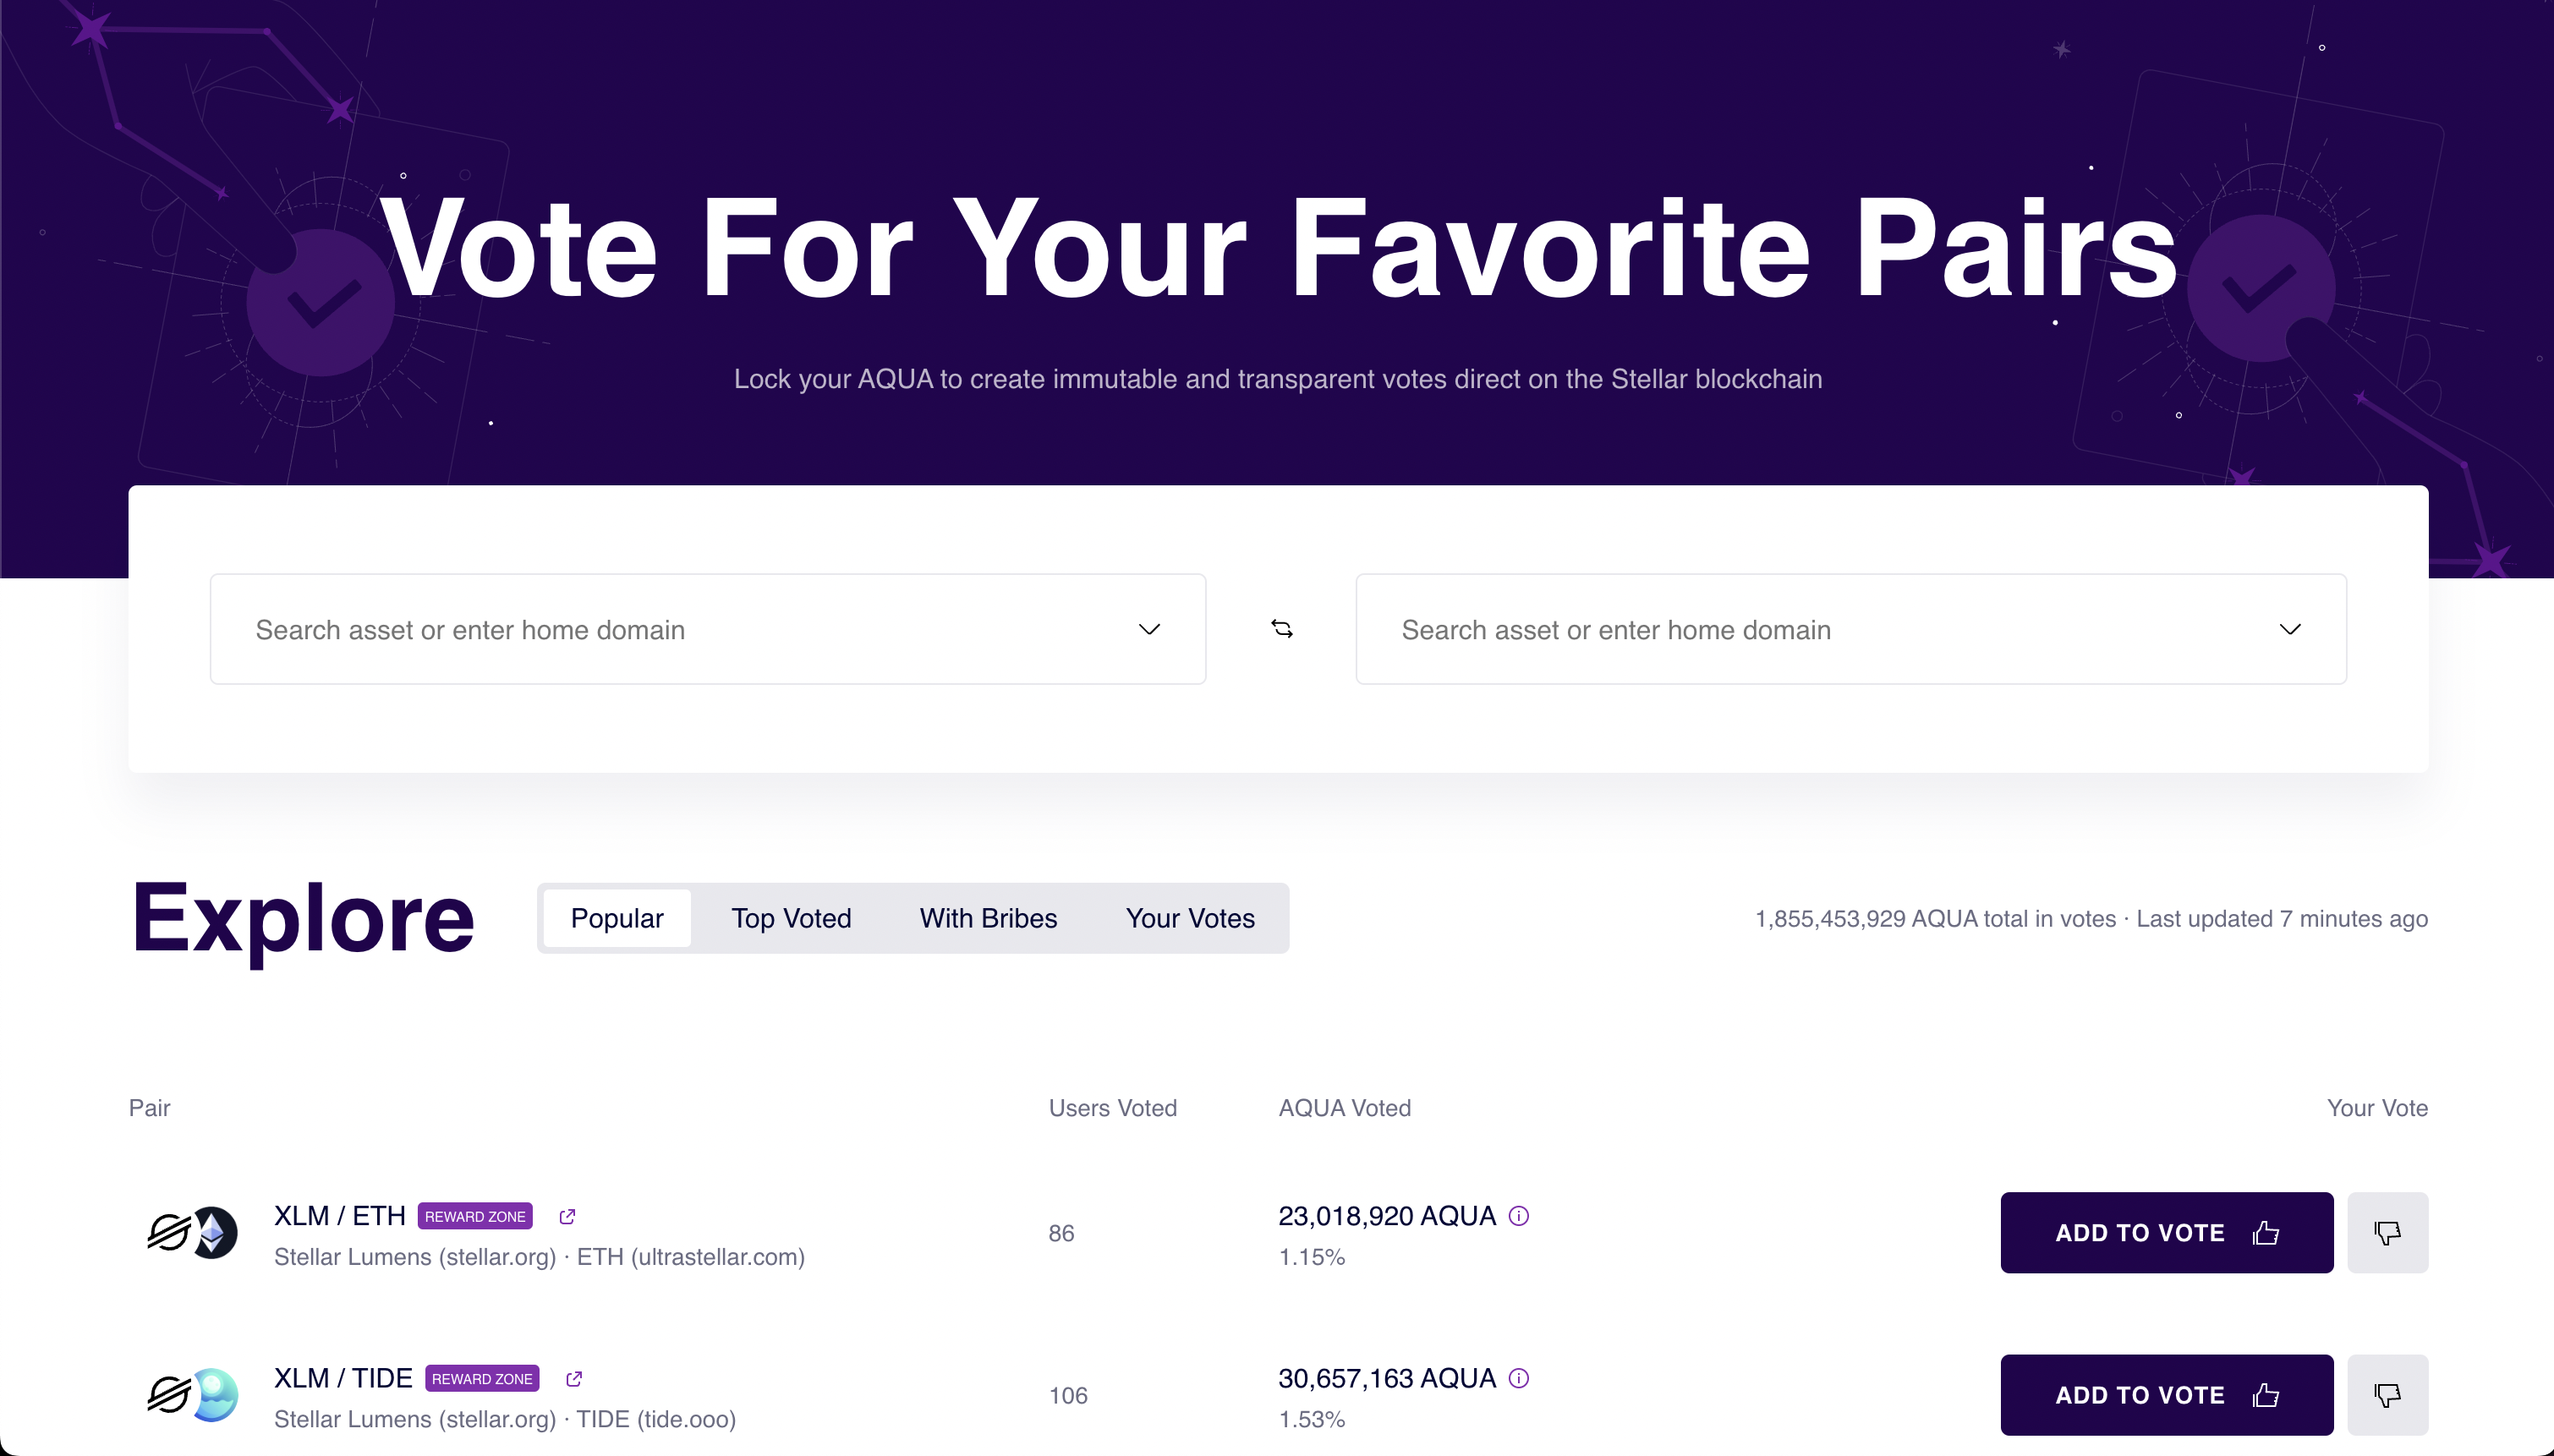 Vote For Your Favorite Pairs
Lock your AQUA to create immutable and transparent votes direct on the Stellar blockchain
Search asset or enter home domain
Search asset or enter home domain
Explore
Popular
Top Voted
With Bribes
Your Votes
1,855,453,929 AQUA total in votes · Last updated 7 minutes ago
Pair
Users Voted
AQUA Voted
Your Vote
XLM / ETH REWARD ZONE
Stellar Lumens (stellar.org) · ETH (ultrastellar.com)
86
23,018,920 AQUA
1.15%
ADD TO VOTE
XLM / TIDE REWARD ZONE
Stellar Lumens (stellar.org) · TIDE (tide.ooo)
106
30,657,163 AQUA
1.53%
ADD TO VOTE